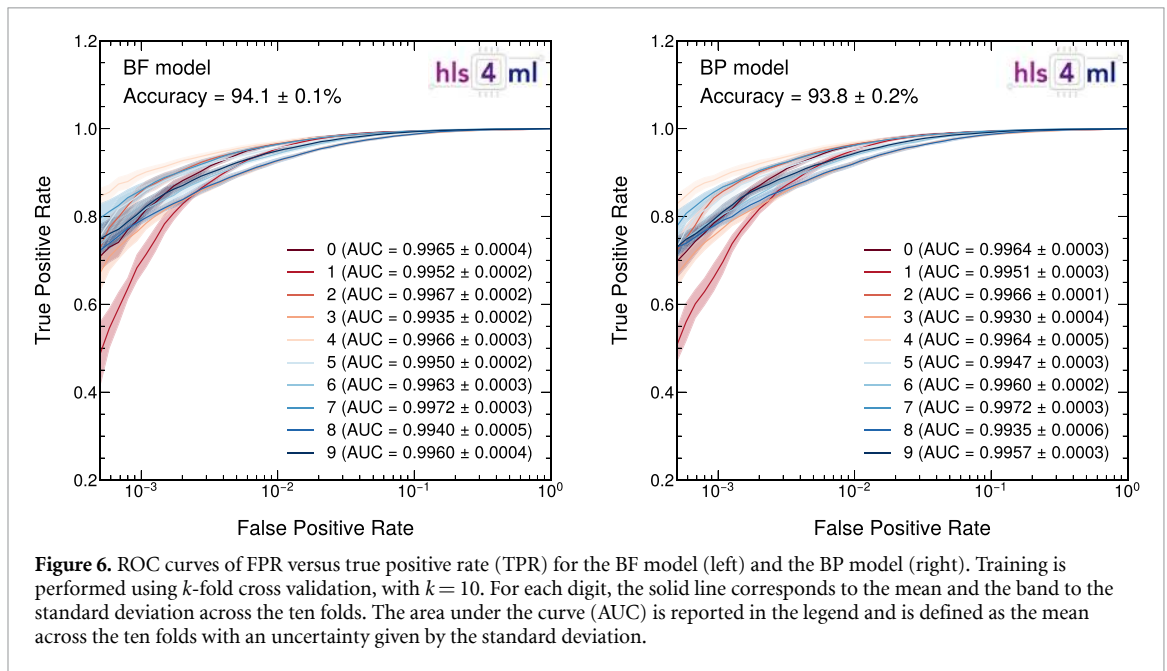 BF model
Accuracy = 94.1 ± 0.1%
hls 4 ml
1.2
1.0
0.8
0.6
0.4
0.2
True Positive Rate
0 (AUC = 0.9965 ± 0.0004)
1 (AUC = 0.9952 ± 0.0002)
2 (AUC = 0.9967 ± 0.0002)
3 (AUC = 0.9935 ± 0.0002)
4 (AUC = 0.9966 ± 0.0003)
5 (AUC = 0.9950 ± 0.0002)
6 (AUC = 0.9963 ± 0.0003)
7 (AUC = 0.9972 ± 0.0003)
8 (AUC = 0.9940 ± 0.0005)
9 (AUC = 0.9960 ± 0.0004)
10⁻³ 10⁻² 10⁻¹ 10⁰
False Positive Rate
BP model
Accuracy = 93.8 ± 0.2%
hls 4 ml
1.2
1.0
0.8
0.6
0.4
0.2
True Positive Rate
0 (AUC = 0.9964 ± 0.0003)
1 (AUC = 0.9951 ± 0.0003)
2 (AUC = 0.9966 ± 0.0001)
3 (AUC = 0.9930 ± 0.0004)
4 (AUC = 0.9964 ± 0.0005)
5 (AUC = 0.9947 ± 0.0003)
6 (AUC = 0.9960 ± 0.0002)
7 (AUC = 0.9972 ± 0.0003)
8 (AUC = 0.9935 ± 0.0006)
9 (AUC = 0.9957 ± 0.0003)
10⁻³ 10⁻² 10⁻¹ 10⁰
False Positive Rate
Figure 6. ROC curves of FPR versus true positive rate (TPR) for the BF model (left) and the BP model (right). Training is
performed using k-fold cross validation, with k = 10. For each digit, the solid line corresponds to the mean and the band to the
standard deviation across the ten folds. The area under the curve (AUC) is reported in the legend and is defined as the mean
across the ten folds with an uncertainty given by the standard deviation.